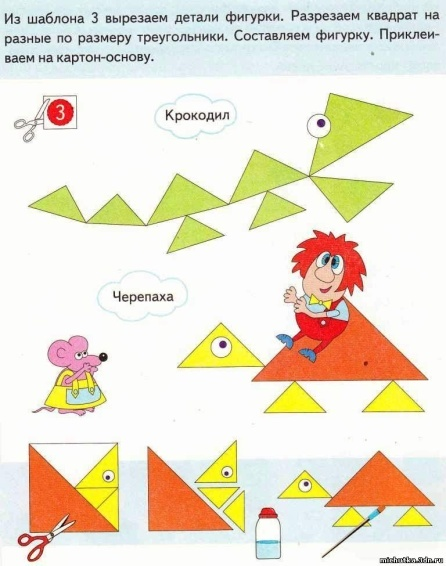 Из шаблона 3 вырезаем детали фигурки. Разрезаем квадрат на
разные по размеру треугольники. Составляем фигурку. Приклеи-
ваем на картон-основу.
3
Крокодил
Черепаха
michutka.3dn.ru